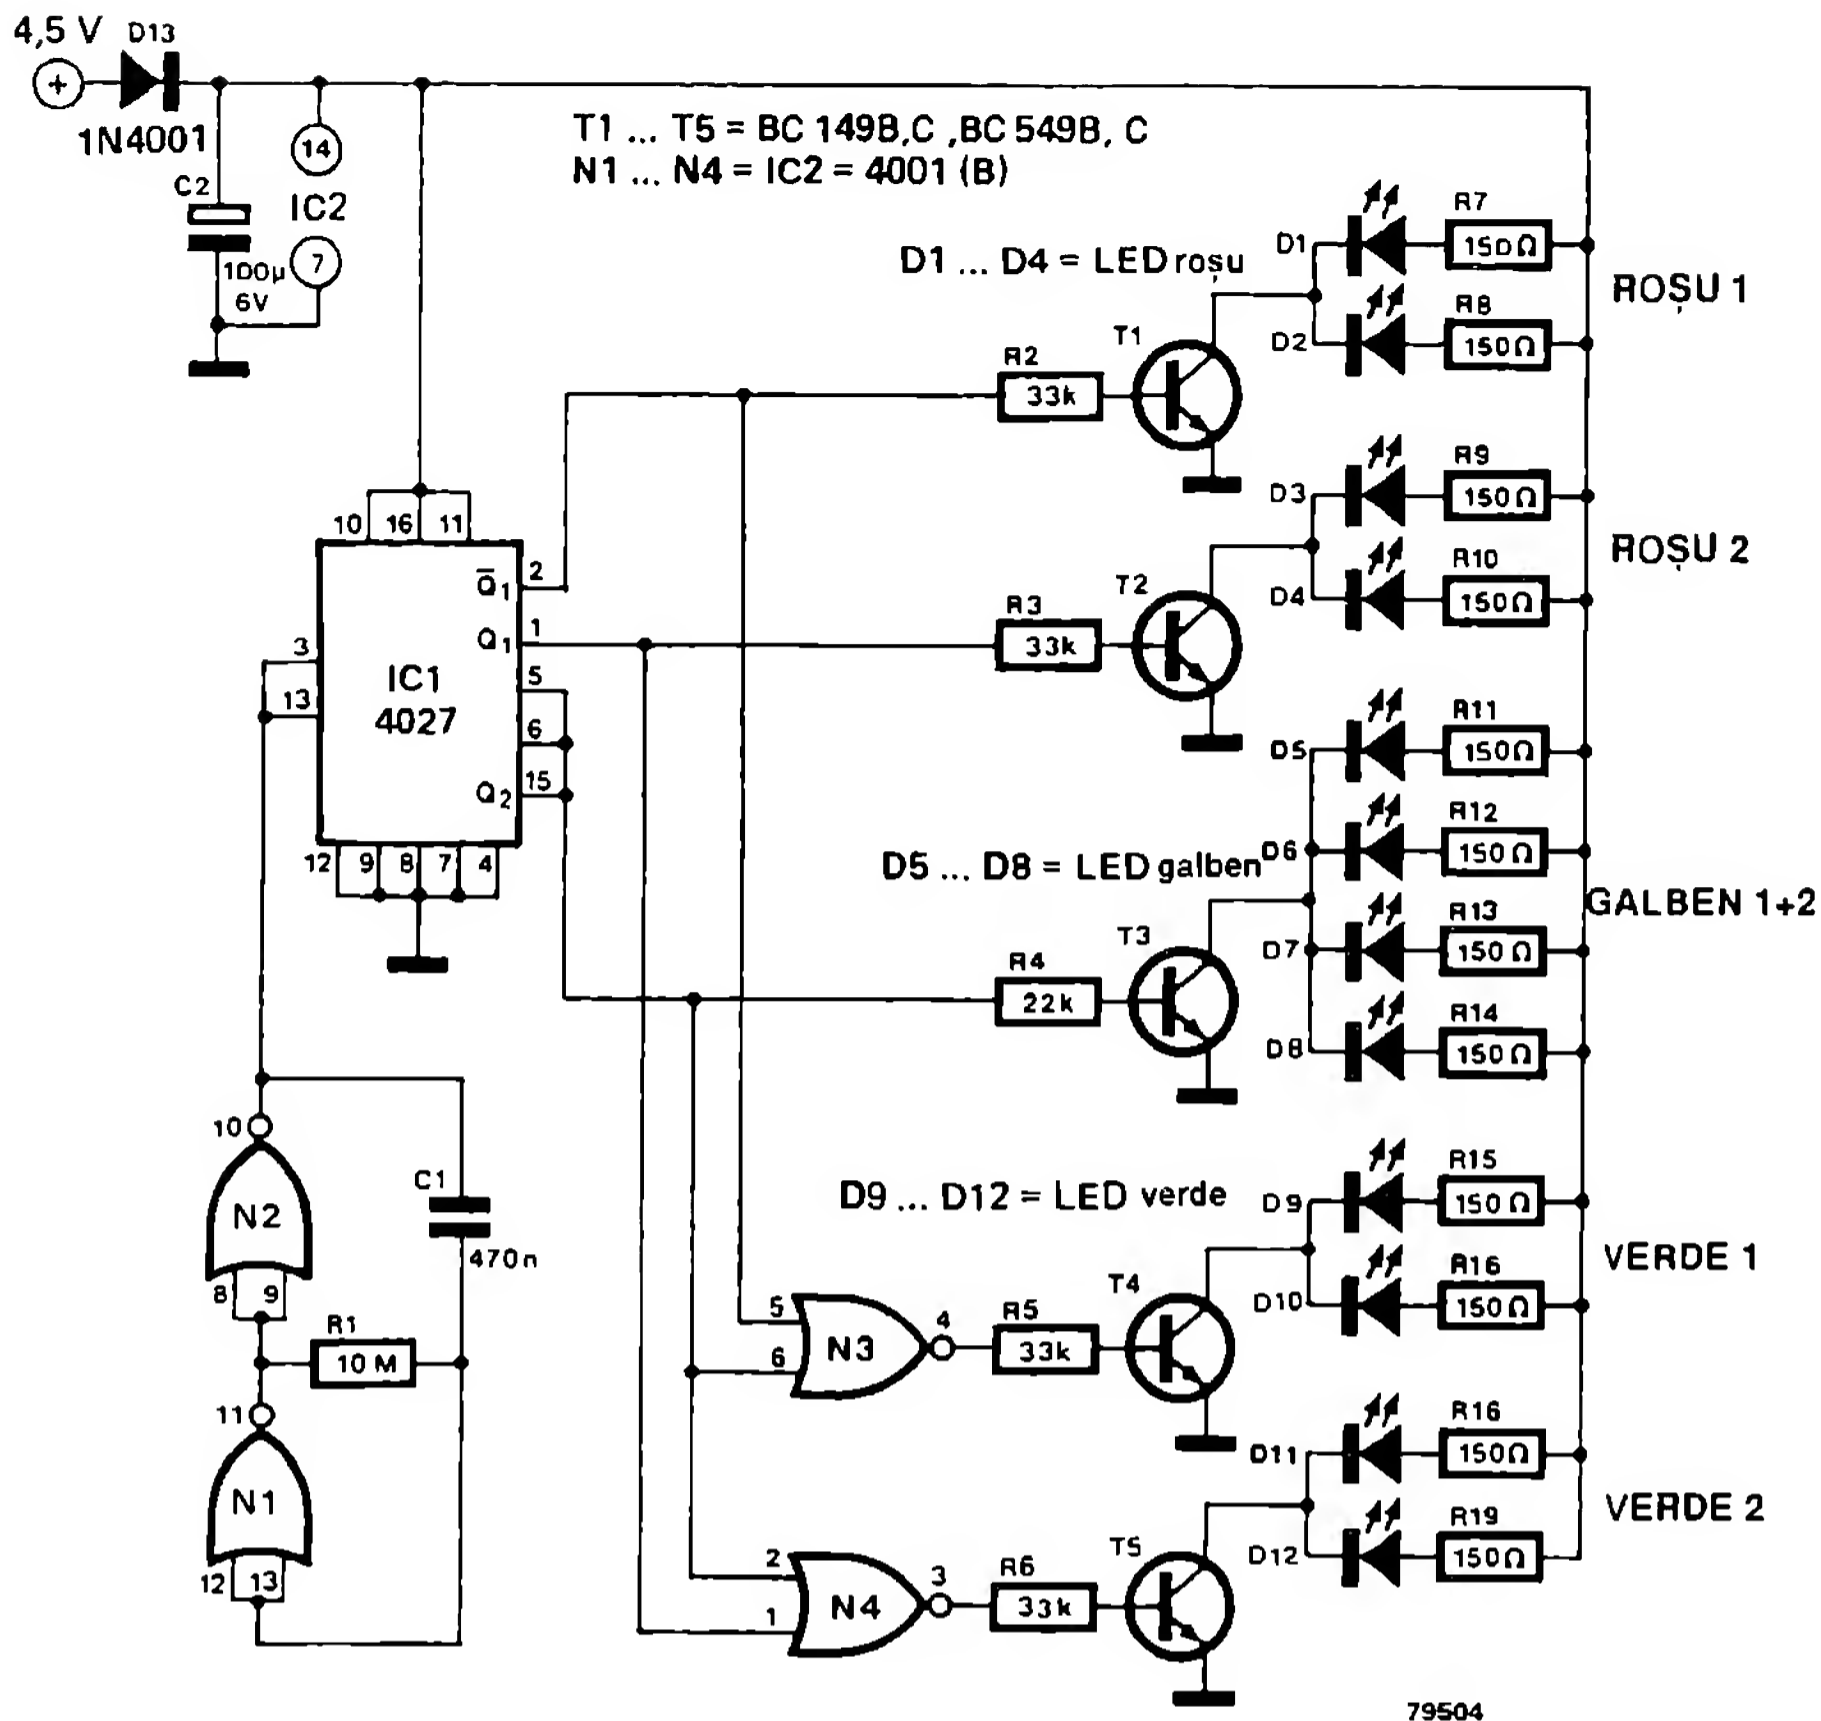 4,5 V
D13
+
1N4001
14
C2
IC2
100µ
6V
7
T1 ... T5 = BC 149B,C ,BC 549B, C
N1 ... N4 = IC2 = 4001 (B)
D1 ... D4 = LED roșu
D1
R7
150Ω
D2
R8
150Ω
ROȘU 1
R2
33k
T1
D3
R9
150Ω
D4
R10
150Ω
ROȘU 2
R3
33k
T2
10
16
11
Q̅1
2
Q1
1
3
13
IC1
4027
5
6
Q2
15
12
9
8
7
4
D5
R11
150Ω
D6
R12
150Ω
D7
R13
150Ω
D8
R14
150Ω
D5 ... D8 = LED galben
GALBEN 1+2
R4
22k
T3
10
N2
8
9
C1
470n
R1
10 M
11
N1
12
13
D9 ... D12 = LED verde
D9
R15
150Ω
D10
R16
150Ω
VERDE 1
5
6
N3
4
R5
33k
T4
D11
R16
150Ω
D12
R19
150Ω
VERDE 2
2
1
N4
3
R6
33k
T5
79504